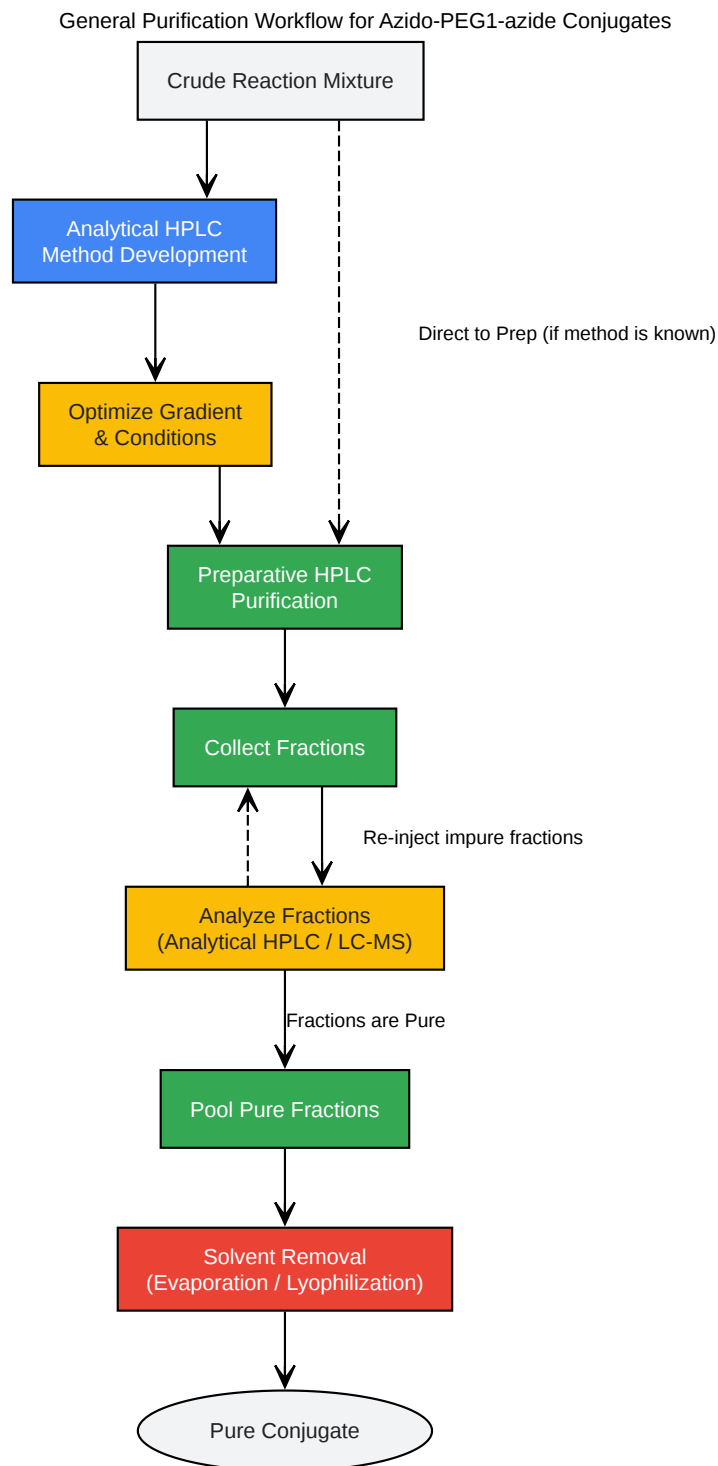 General Purification Workflow for Azido-PEG1-azide Conjugates
Crude Reaction Mixture
Analytical HPLC
Method Development
Direct to Prep (if method is known)
Optimize Gradient
& Conditions
Preparative HPLC
Purification
Collect Fractions
Re-inject impure fractions
Analyze Fractions
(Analytical HPLC / LC-MS)
Fractions are Pure
Pool Pure Fractions
Solvent Removal
(Evaporation / Lyophilization)
Pure Conjugate